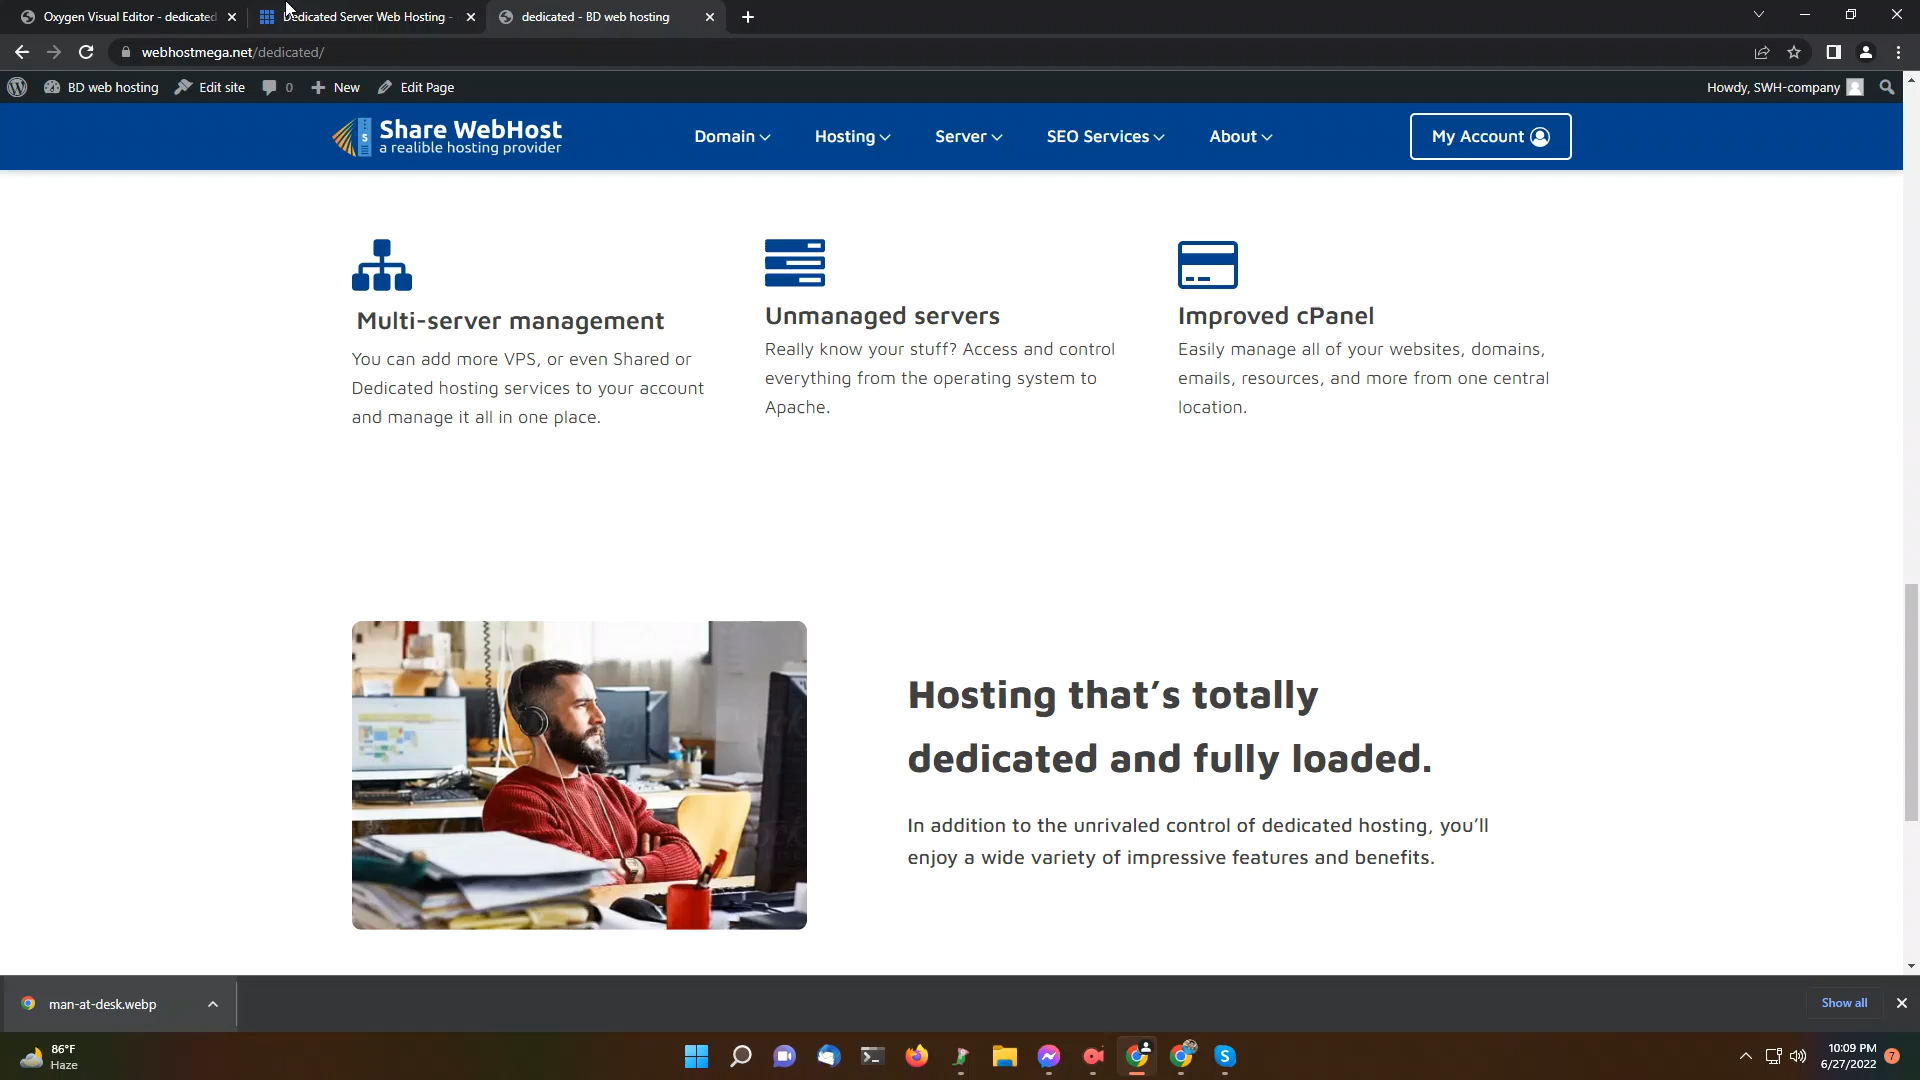 Oxygen Visual Editor - dedicated
Dedicated Server Web Hosting -
dedicated - BD web hosting
webhostmega.net/dedicated/
BD web hosting
Edit site
0
New
Edit Page
Howdy, SWH-company
Share WebHost
a realible hosting provider
Domain
Hosting
Server
SEO Services
About
My Account
Multi-server management
You can add more VPS, or even Shared or
Dedicated hosting services to your account
and manage it all in one place.
Unmanaged servers
Really know your stuff? Access and control
everything from the operating system to
Apache.
Improved cPanel
Easily manage all of your websites, domains,
emails, resources, and more from one central
location.
Hosting that’s totally
dedicated and fully loaded.
In addition to the unrivaled control of dedicated hosting, you’ll
enjoy a wide variety of impressive features and benefits.
man-at-desk.webp
Show all
86°F
Haze
10:09 PM
6/27/2022
7